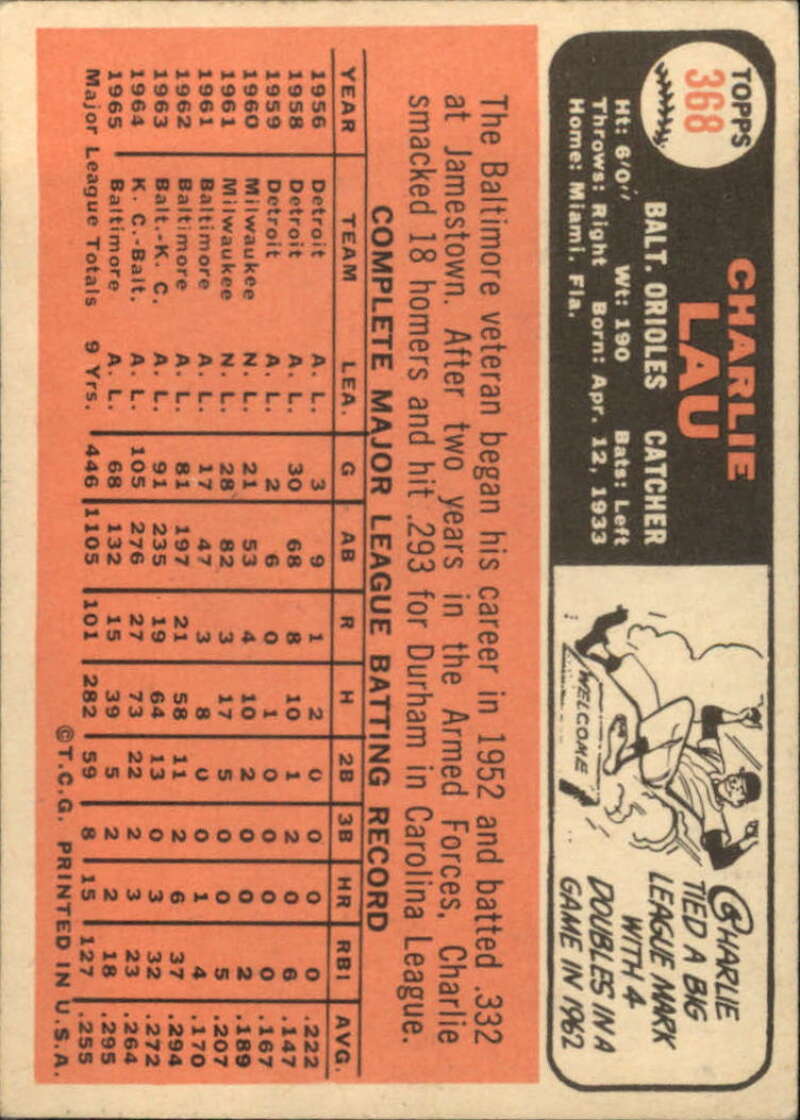 TOPPS
368
CHARLIE
LAU
BALT. ORIOLES CATCHER
Ht: 6'0" Wt: 190 Bats: Left
Throws: Right Born: Apr. 12, 1933
Home: Miami, Fla.
WELCOME
CHARLIE
TIED A BIG
LEAGUE MARK
WITH 4
DOUBLES IN A
GAME IN 1962
The Baltimore veteran began his career in 1952 and batted .332
at Jamestown. After two years in the Armed Forces, Charlie
smacked 18 homers and hit .293 for Durham in Carolina League.
COMPLETE MAJOR LEAGUE BATTING RECORD
YEAR TEAM LEA. G AB R H 2B 3B HR RBI AVG.
1956 Detroit A. L. 3 9 1 2 0 0 0 0 .222
1958 Detroit A. L. 30 68 8 10 1 2 0 6 .147
1959 Detroit A. L. 2 6 0 1 0 0 0 0 .167
1960 Milwaukee N. L. 21 53 4 10 2 0 0 2 .189
1961 Milwaukee N. L. 28 82 3 17 5 0 0 5 .207
1961 Baltimore A. L. 17 47 3 8 0 0 1 4 .170
1962 Baltimore A. L. 81 197 21 58 11 2 6 37 .294
1963 Balt.-K. C. A. L. 91 235 19 64 13 0 3 32 .272
1964 K. C.-Balt. A. L. 105 276 27 73 22 2 3 23 .264
1965 Baltimore A. L. 68 132 15 39 5 2 2 18 .295
Major League Totals 9 Yrs. 446 1105 101 282 59 8 15 127 .255
©T.C.G. PRINTED IN U.S.A.